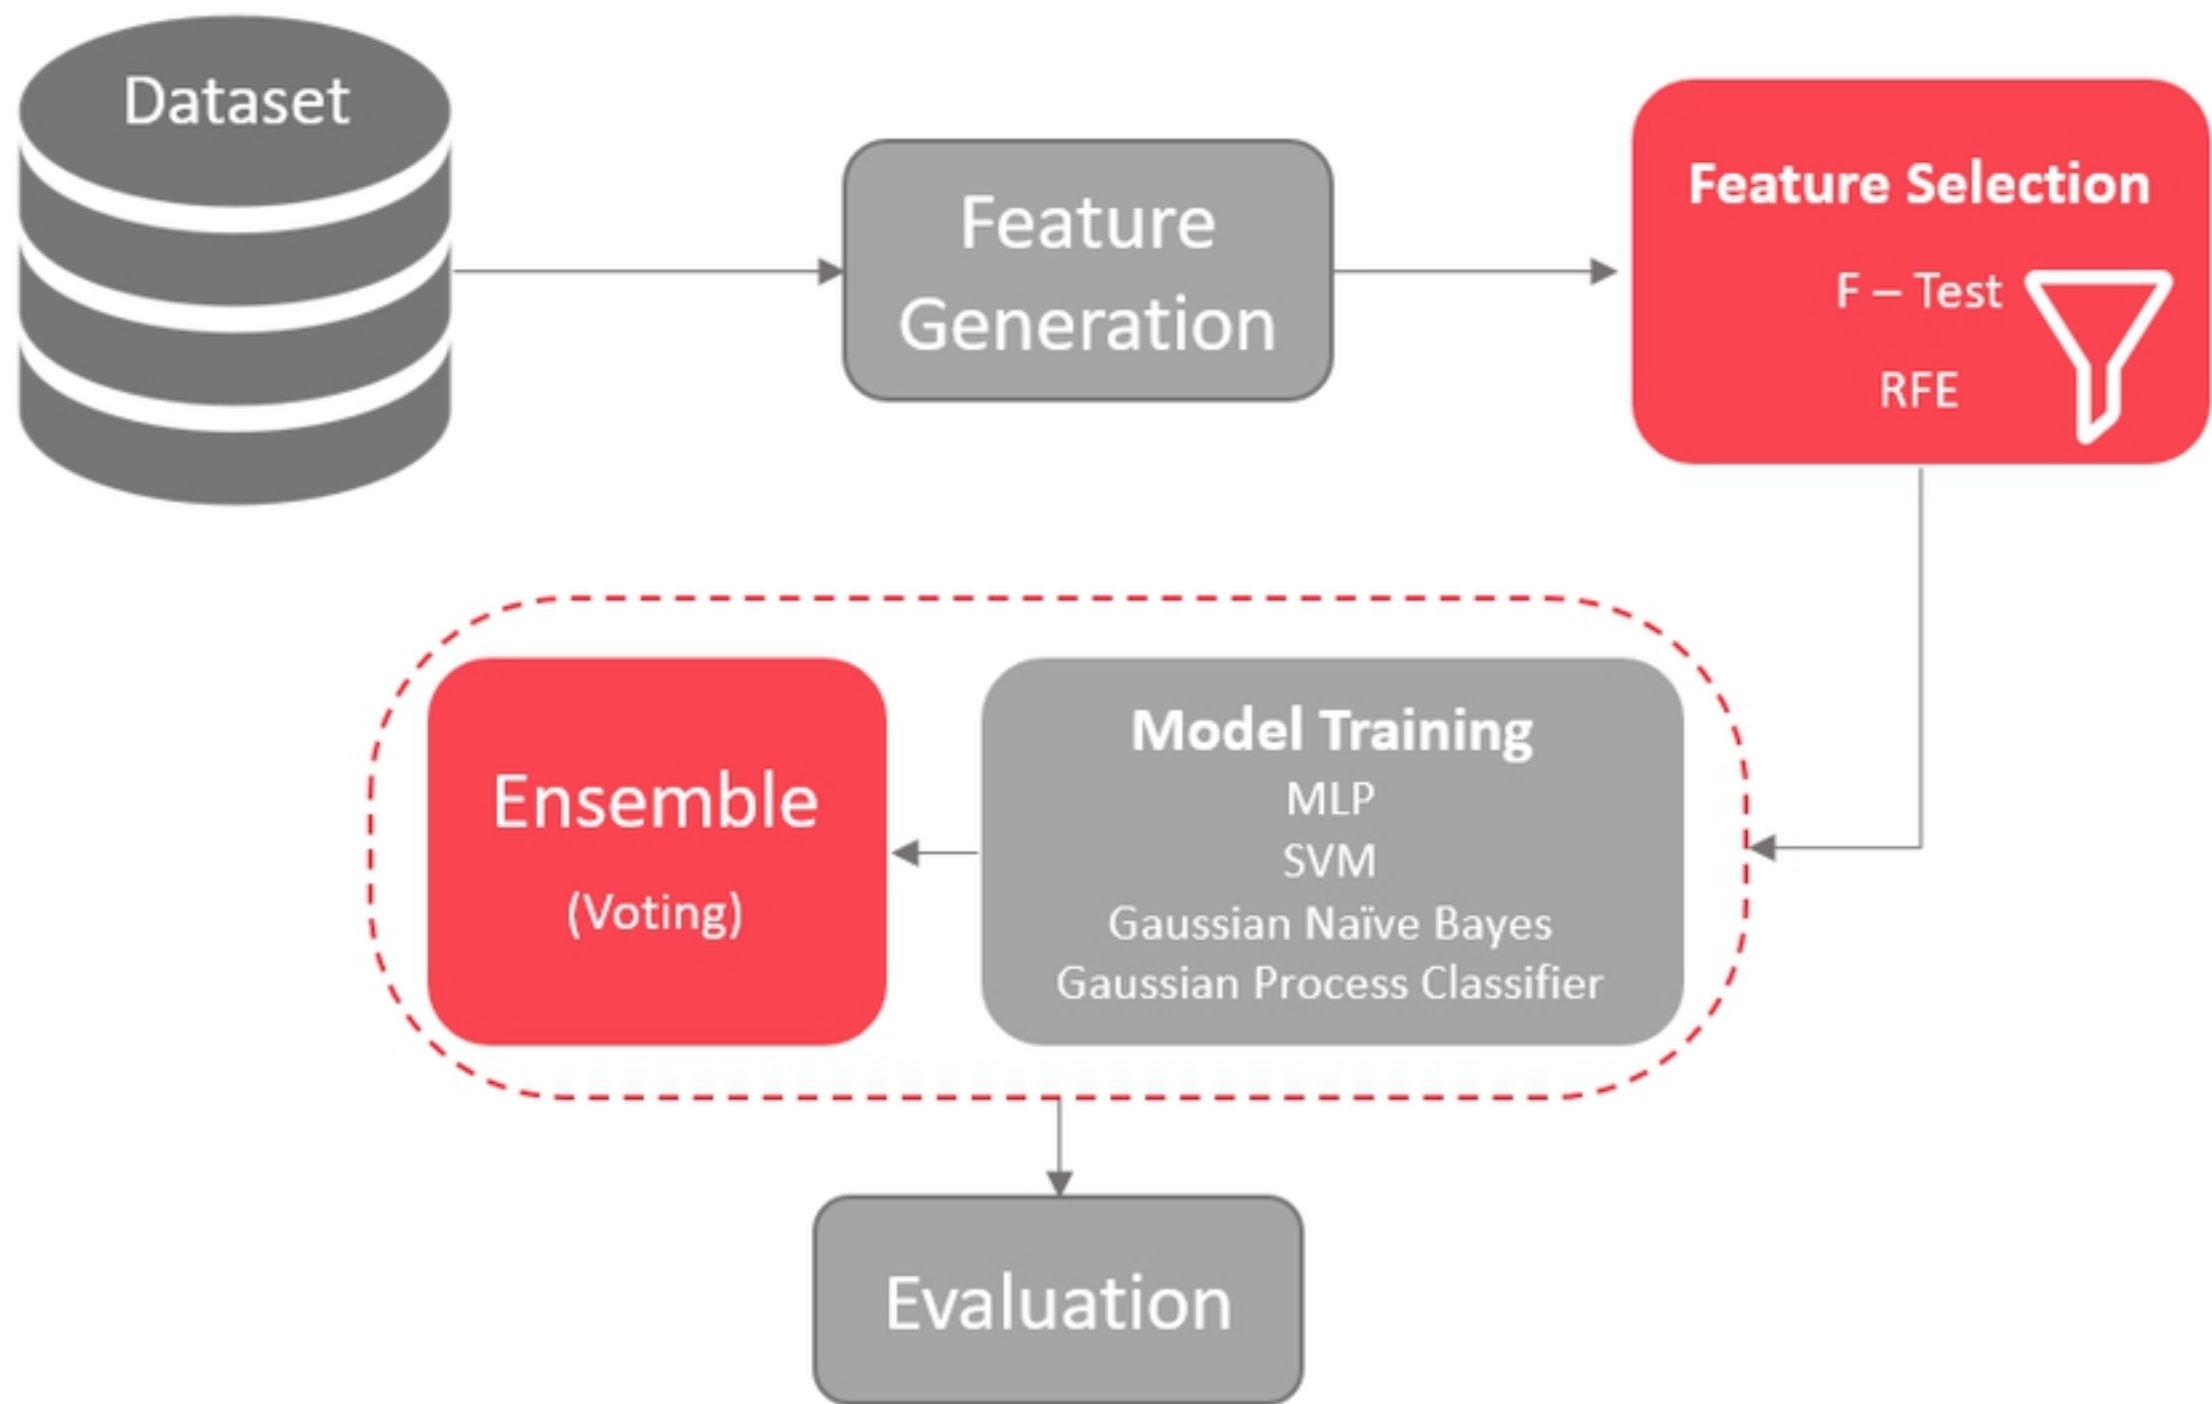 Dataset
Feature
Generation
Feature Selection
F – Test
RFE
Model Training
MLP
SVM
Gaussian Naïve Bayes
Gaussian Process Classifier
Ensemble
(Voting)
Evaluation